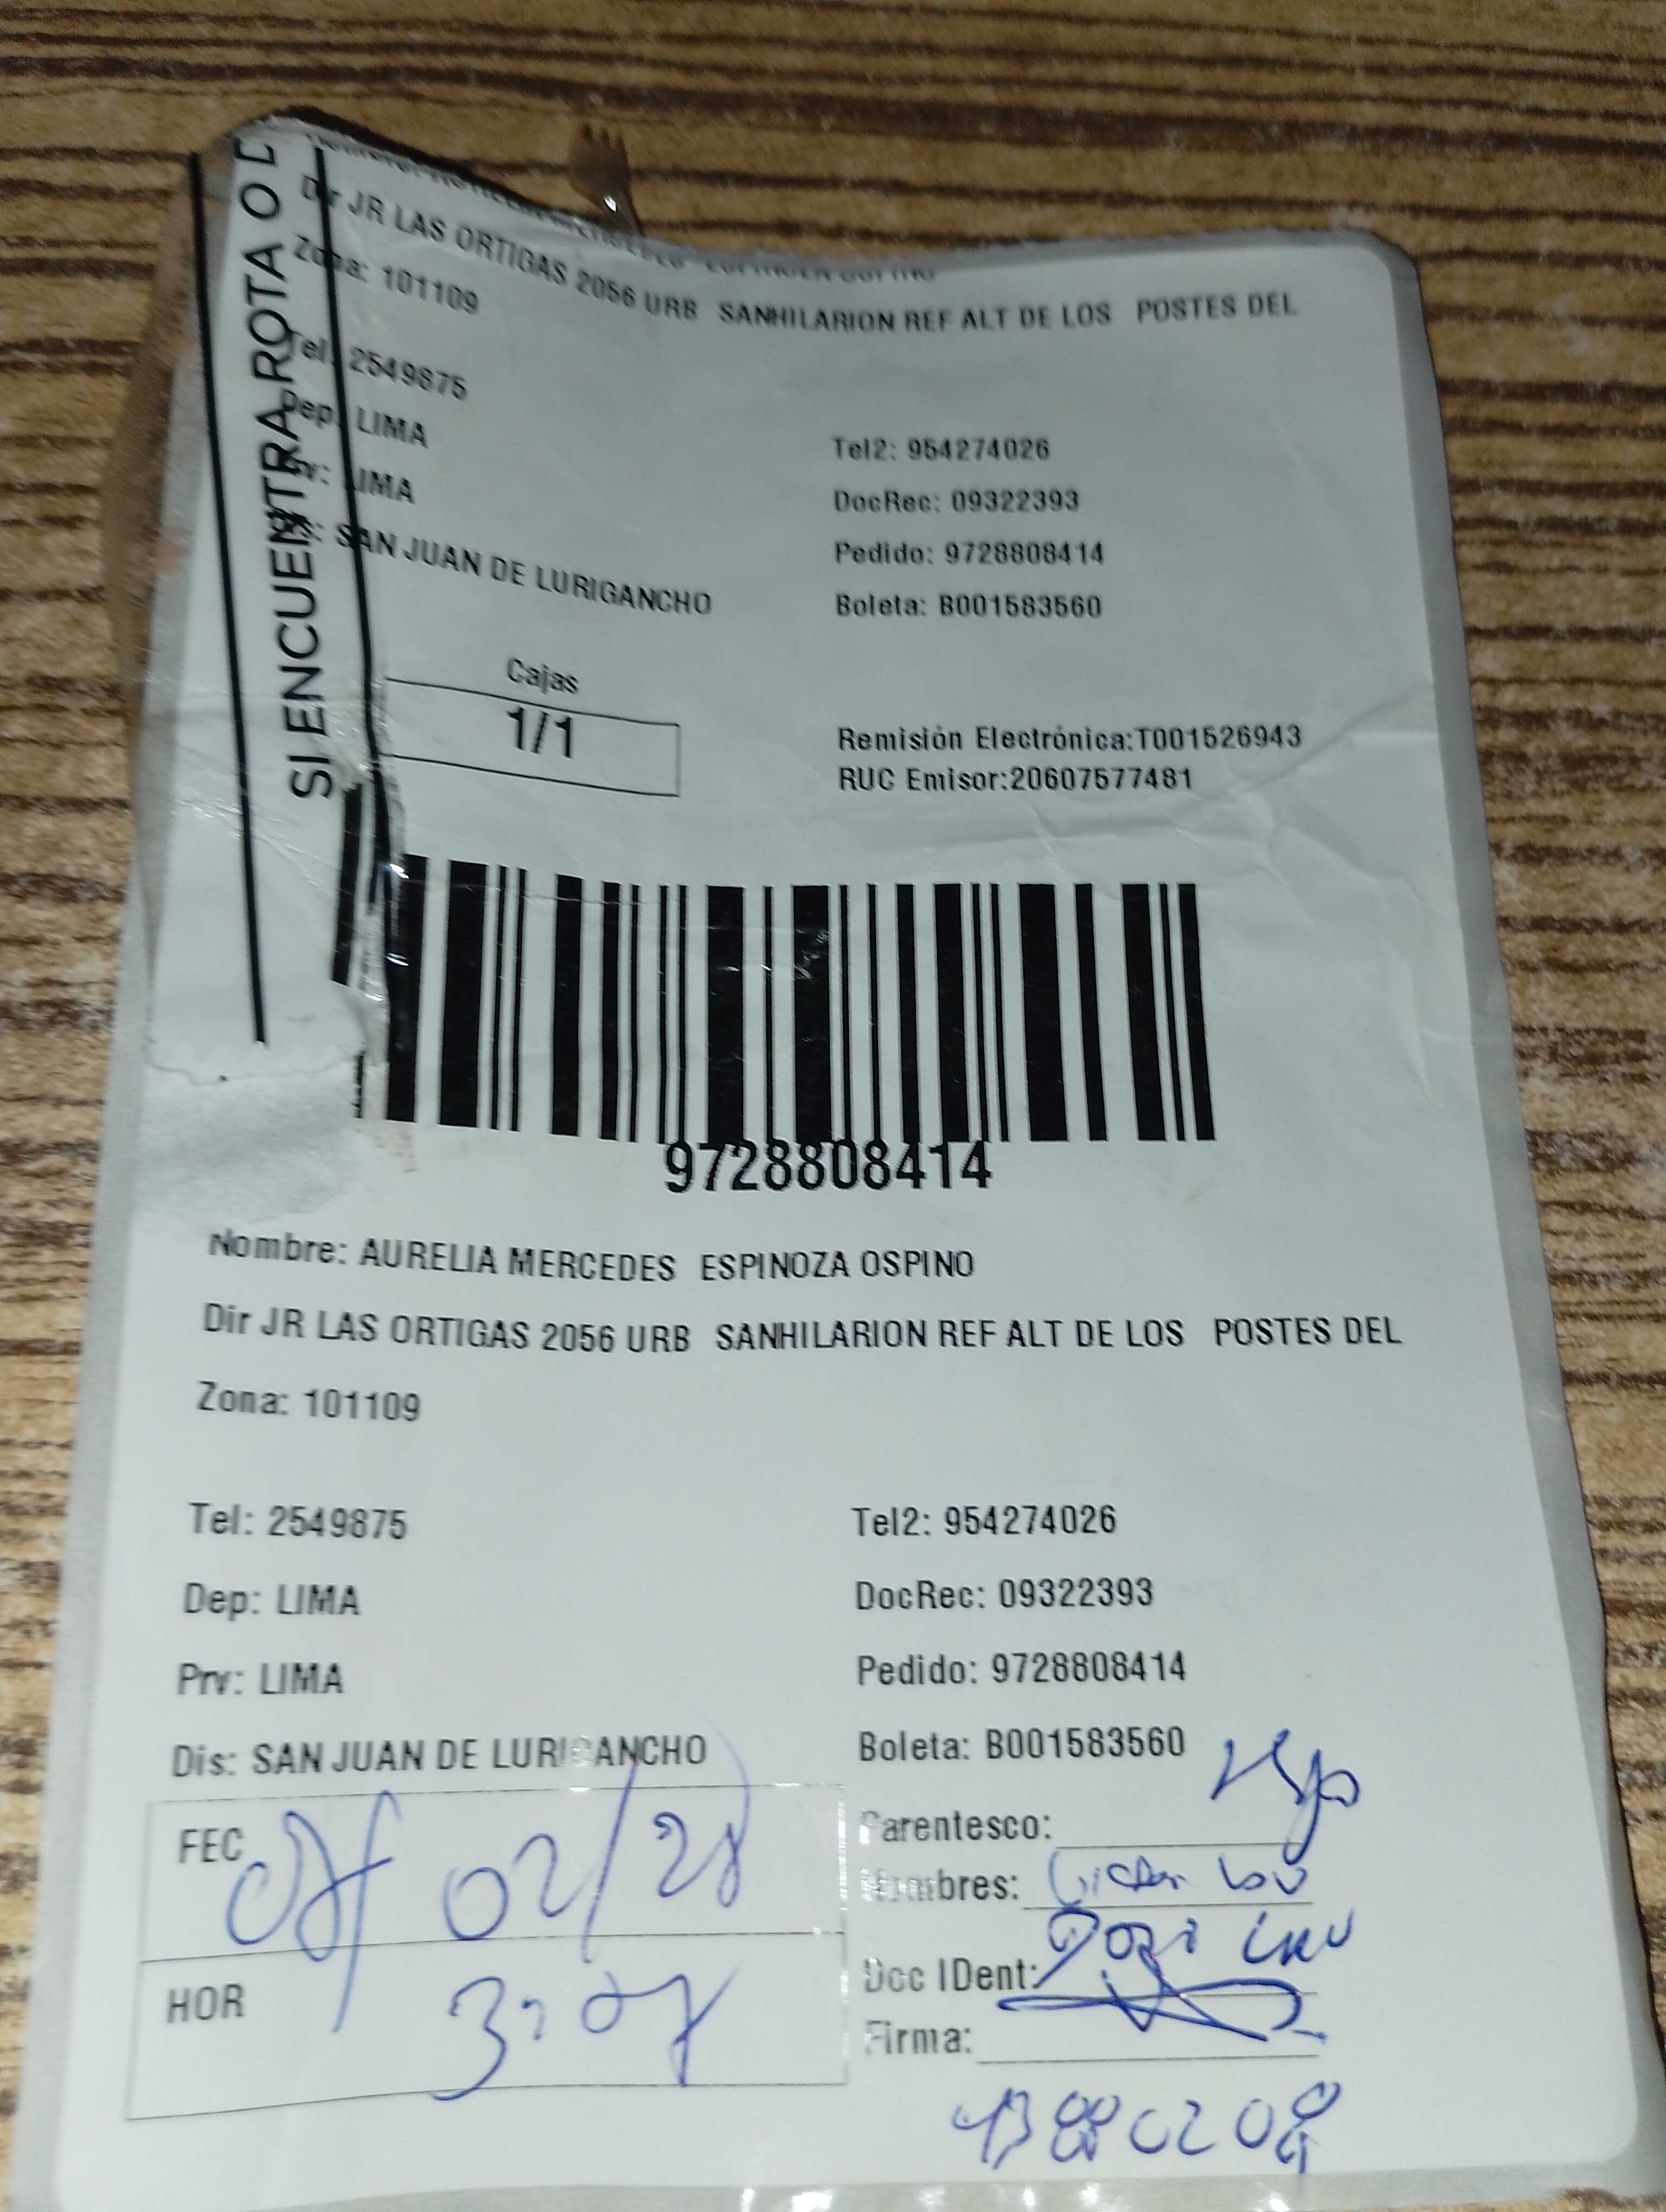 SI ENCUENTRA ROTA O
Dir JR LAS ORTIGAS 2056 URB SANHILARION REF ALT DE LOS POSTES DEL
Zona: 101109
Tel: 2549875
Dep: LIMA
Tel2: 954274026
Prv: LIMA
DocRec: 09322393
Dis: SAN JUAN DE LURIGANCHO
Pedido: 9728808414
Boleta: B001583560
Cajas
1/1
Remisión Electrónica:T001526943
RUC Emisor:20607577481
9728808414
Nombre: AURELIA MERCEDES ESPINOZA OSPINO
Dir JR LAS ORTIGAS 2056 URB SANHILARION REF ALT DE LOS POSTES DEL
Zona: 101109
Tel: 2549875 Tel2: 954274026
Dep: LIMA DocRec: 09322393
Prv: LIMA Pedido: 9728808414
Dis: SAN JUAN DE LURIGANCHO Boleta: B001583560
FEC
Parentesco:
Nombres:
HOR
Doc IDent:
Firma: